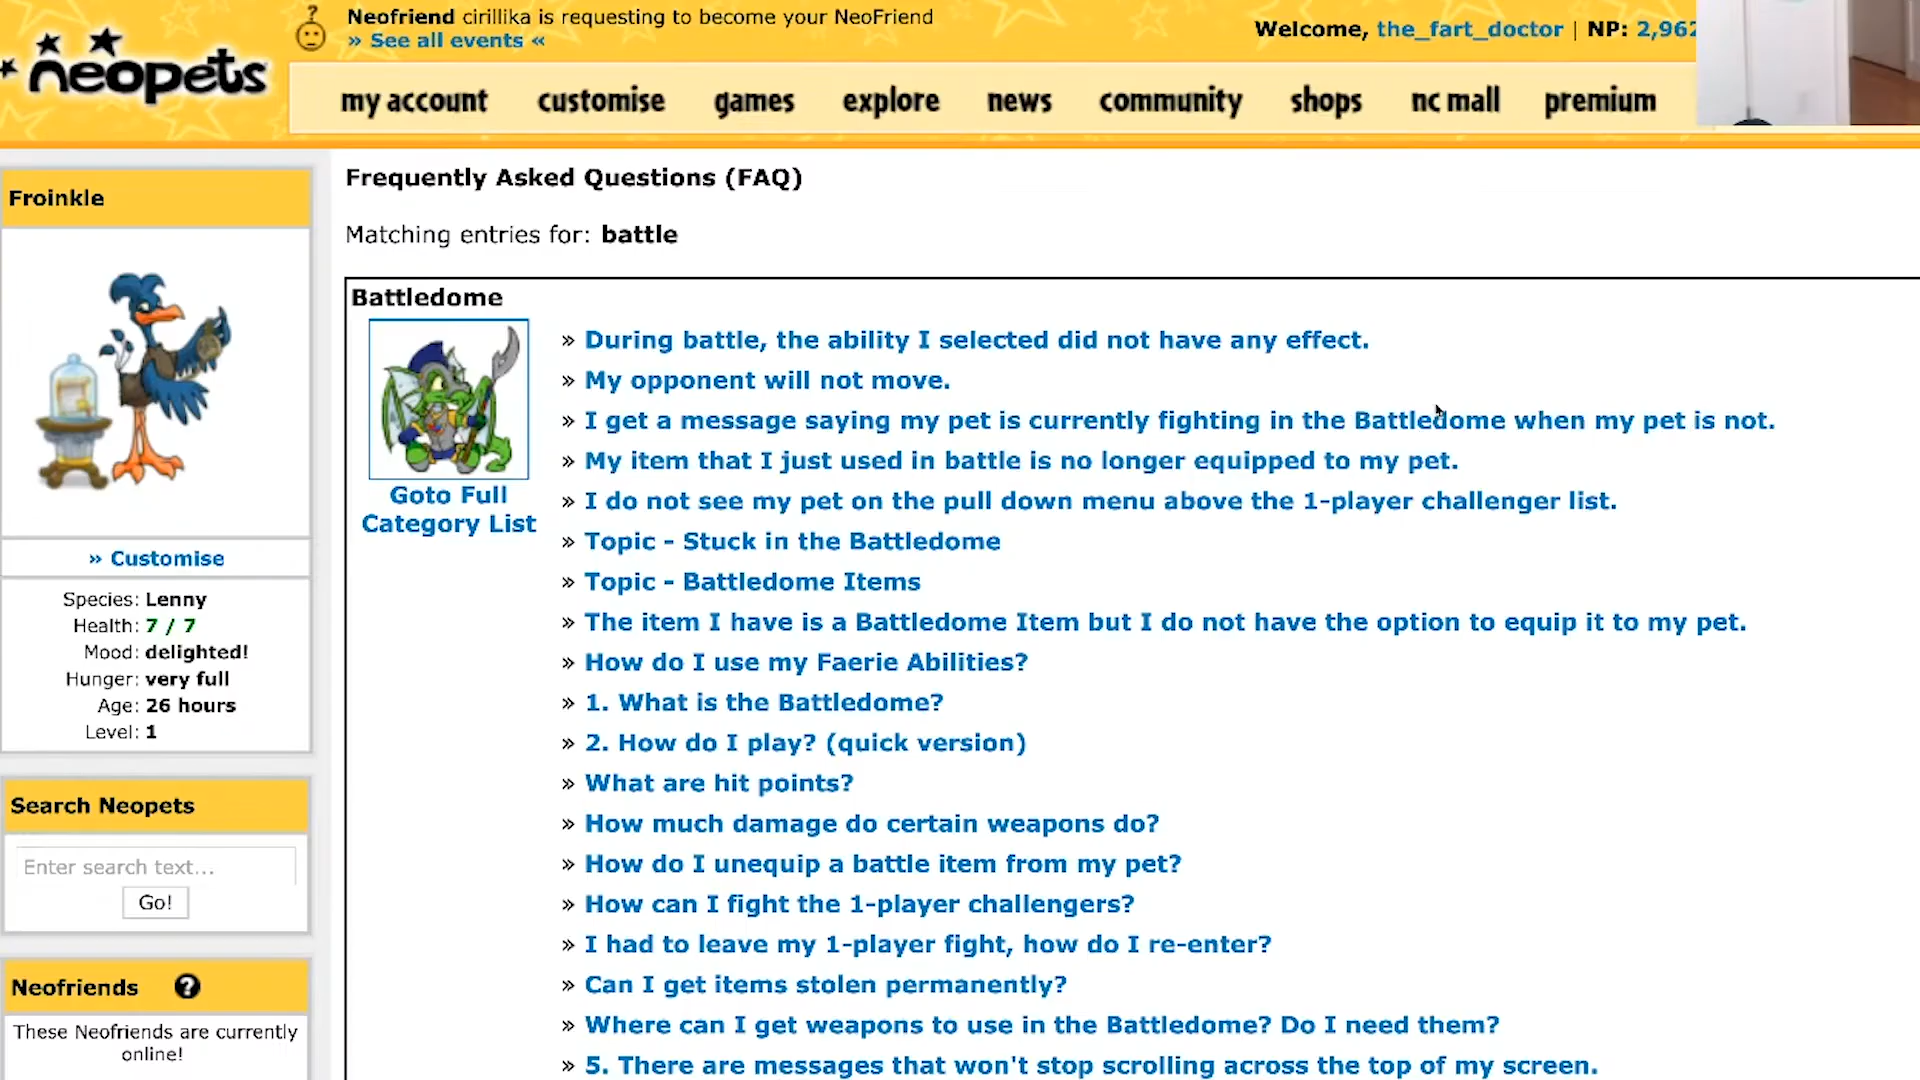 Neofriend cirillika is requesting to become your NeoFriend
» See all events «
Welcome, the_fart_doctor | NP: 2,962
neopets
my account customise games explore news community shops nc mall premium
Froinkle
» Customise
Species: Lenny
Health: 7 / 7
Mood: delighted!
Hunger: very full
Age: 26 hours
Level: 1
Search Neopets
Enter search text...
Go!
Neofriends ?
These Neofriends are currently
online!
Frequently Asked Questions (FAQ)
Matching entries for: battle
Battledome
Goto Full
Category List
» During battle, the ability I selected did not have any effect.
» My opponent will not move.
» I get a message saying my pet is currently fighting in the Battledome when my pet is not.
» My item that I just used in battle is no longer equipped to my pet.
» I do not see my pet on the pull down menu above the 1-player challenger list.
» Topic - Stuck in the Battledome
» Topic - Battledome Items
» The item I have is a Battledome Item but I do not have the option to equip it to my pet.
» How do I use my Faerie Abilities?
» 1. What is the Battledome?
» 2. How do I play? (quick version)
» What are hit points?
» How much damage do certain weapons do?
» How do I unequip a battle item from my pet?
» How can I fight the 1-player challengers?
» I had to leave my 1-player fight, how do I re-enter?
» Can I get items stolen permanently?
» Where can I get weapons to use in the Battledome? Do I need them?
» 5. There are messages that won't stop scrolling across the top of my screen.